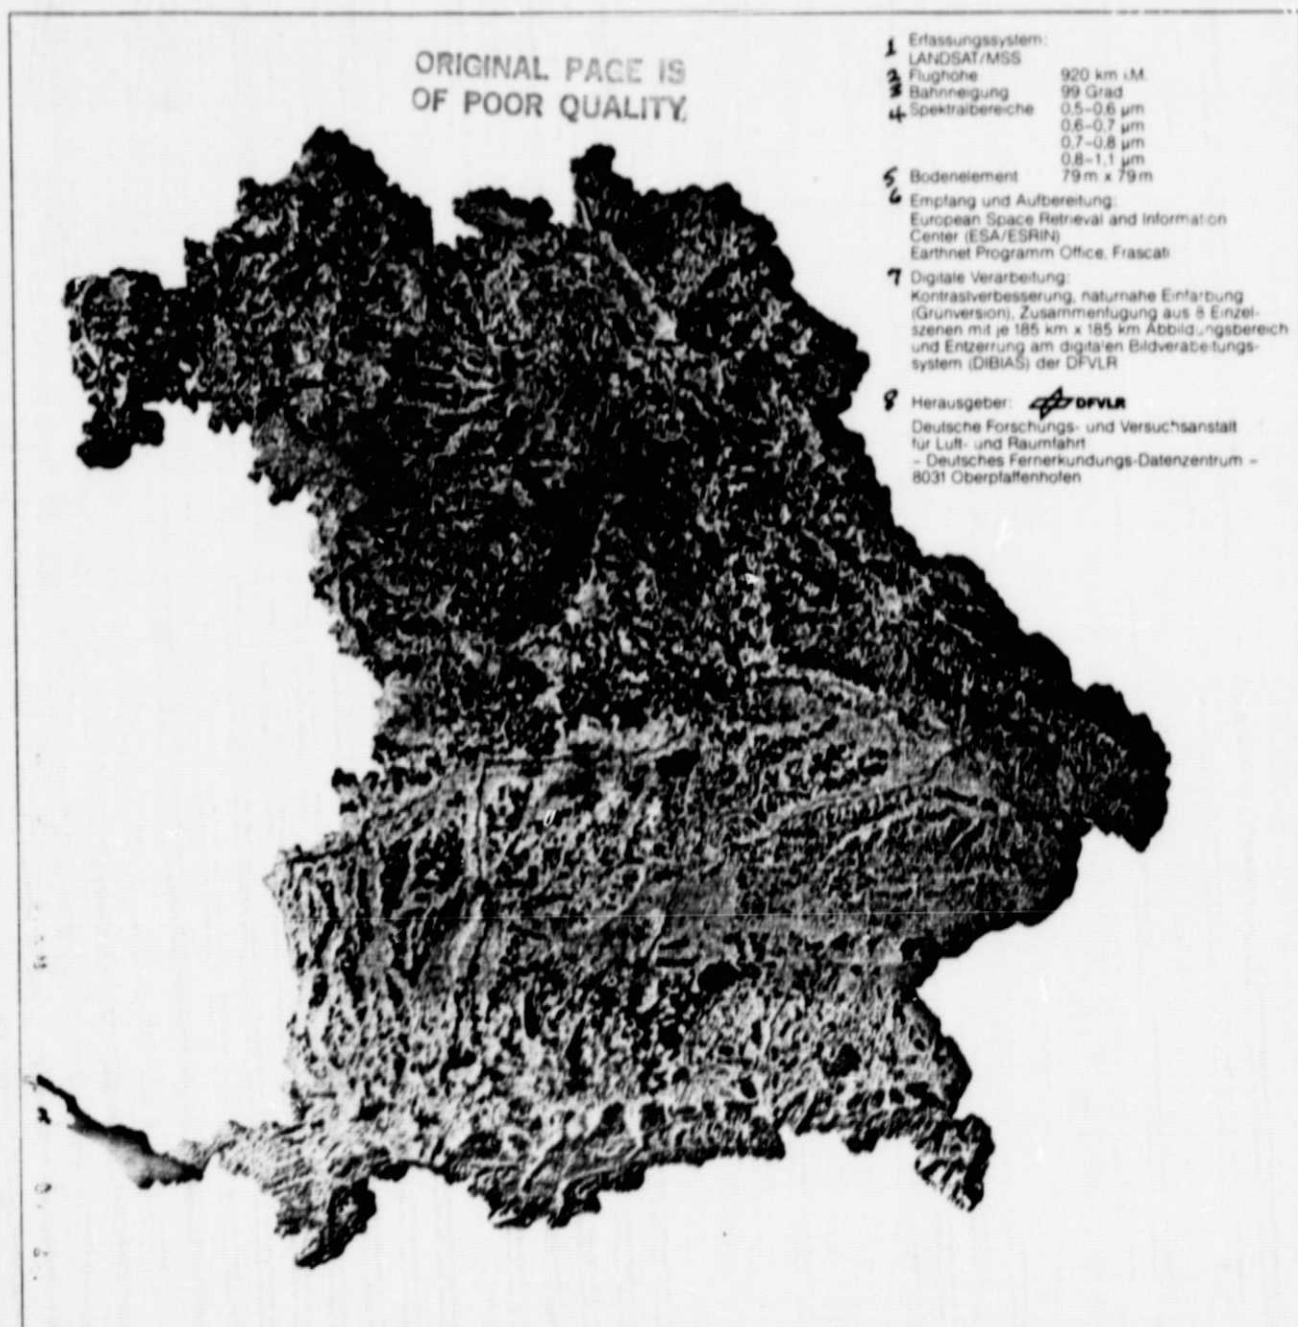 ORIGINAL PAGE IS
OF POOR QUALITY
1 Erfassungssystem:
LANDSAT/MSS
2 Flughöhe 920 km ü.M.
3 Bahnneigung 99 Grad
4 Spektralbereiche 0,5-0,6 µm
0,6-0,7 µm
0,7-0,8 µm
0,8-1,1 µm
5 Bodenelement 79m x 79m
6 Empfang und Aufbereitung:
European Space Retrieval and Information
Center (ESA/ESRIN)
Earthnet Programm Office, Frascati
7 Digitale Verarbeitung:
Kontrastverbesserung, naturnahe Einfärbung
(Grünversion), Zusammenfügung aus 8 Einzel-
szenen mit je 185 km x 185 km Abbildungsbereich
und Entzerrung am digitalen Bildverabeitungs-
system (DIBIAS) der DFVLR
8 Herausgeber: DFVLR
Deutsche Forschungs- und Versuchsanstalt
für Luft- und Raumfahrt
- Deutsches Fernerkundungs-Datenzentrum -
8031 Oberpfaffenhofen